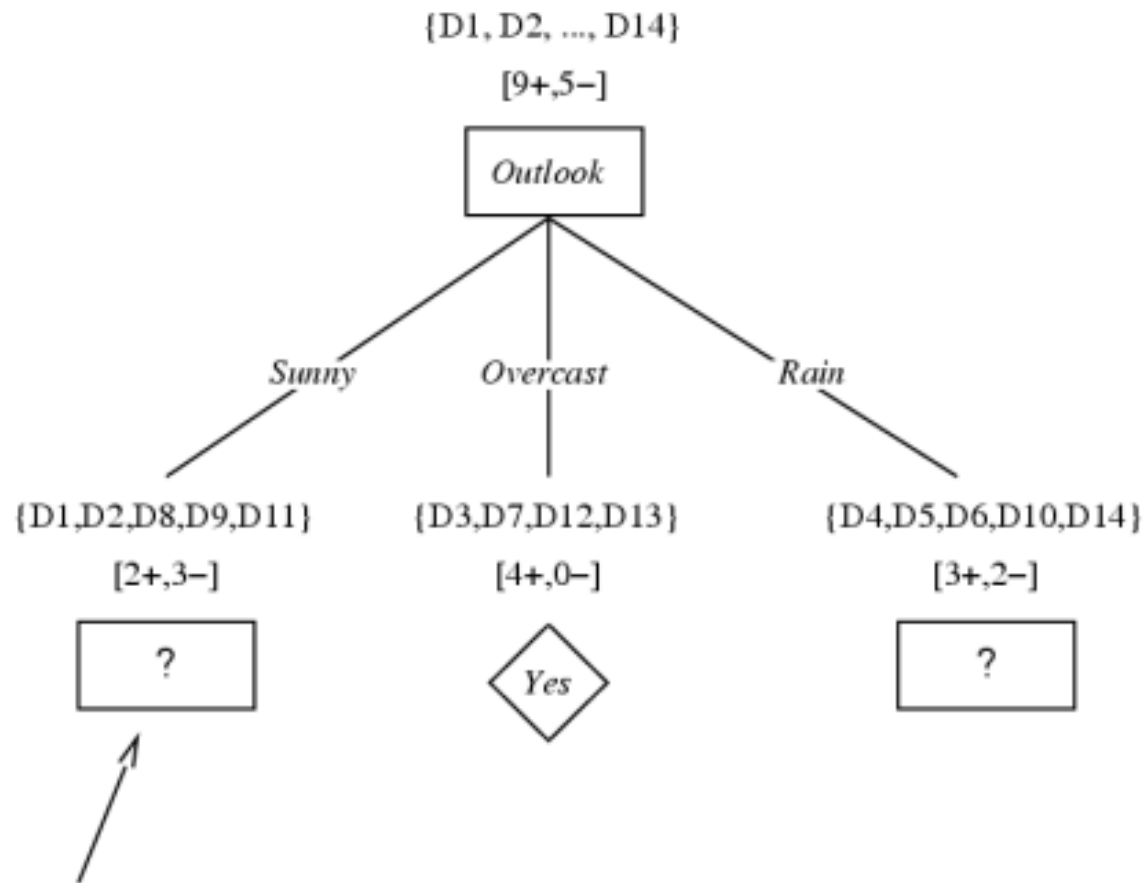 {D1, D2, ..., D14}
[9+,5−]
Outlook
Sunny Overcast Rain
{D1,D2,D8,D9,D11} {D3,D7,D12,D13} {D4,D5,D6,D10,D14}
[2+,3−] [4+,0−] [3+,2−]
? Yes ?